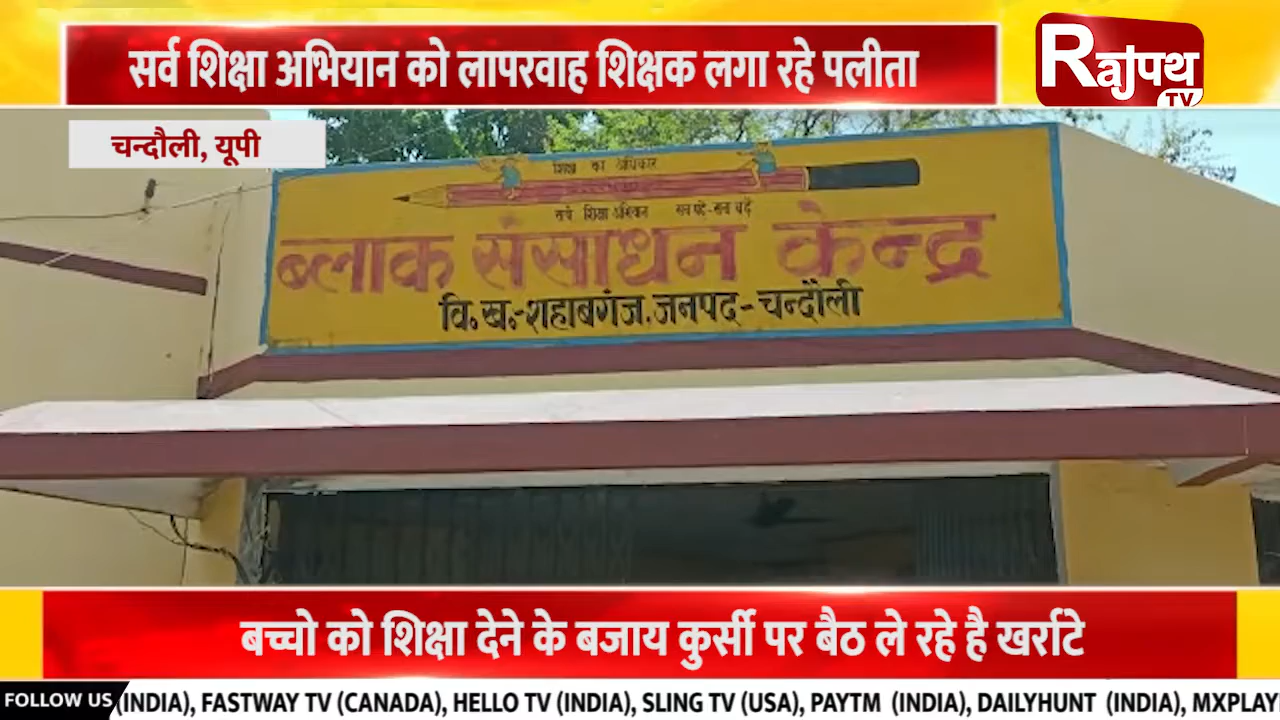 सर्व शिक्षा अभियान को लापरवाह शिक्षक लगा रहे पलीता
Rajpath TV
चन्दौली, यूपी
शिक्षा का अधिकार
सर्व शिक्षा अभियान सब पढ़ें-सब बढ़ें
ब्लाक संसाधन केन्द्र
वि॰ख॰-शहाबगंज,जनपद-चन्दौली
बच्चो को शिक्षा देने के बजाय कुर्सी पर बैठ ले रहे है खर्राटे
FOLLOW US (INDIA), FASTWAY TV (CANADA), HELLO TV (INDIA), SLING TV (USA), PAYTM (INDIA), DAILYHUNT (INDIA), MXPLAY